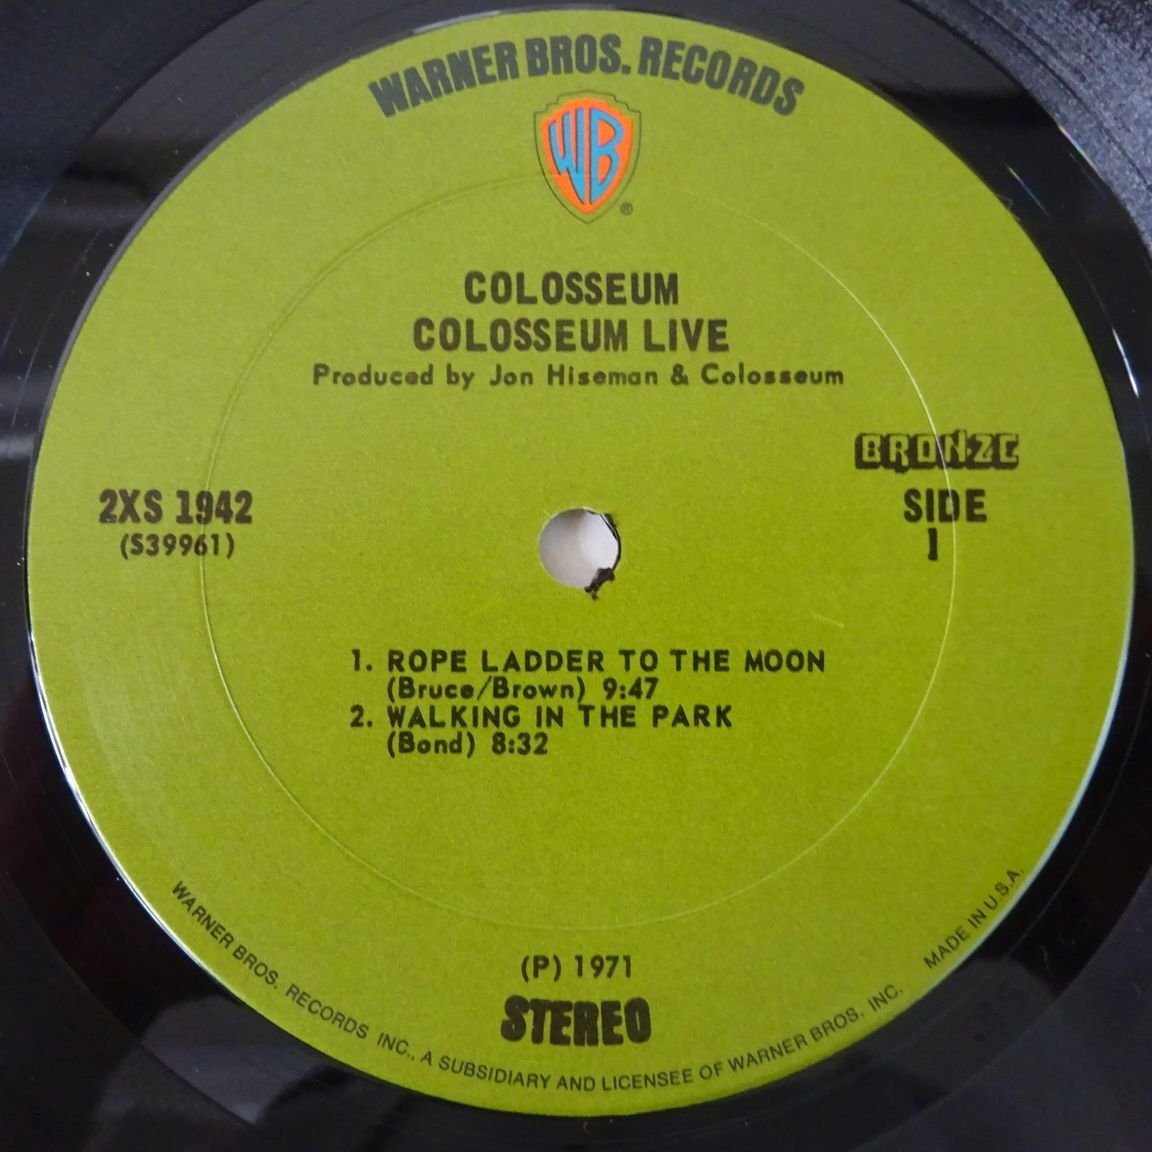 WARNER BROS. RECORDS
WB
®
COLOSSEUM
COLOSSEUM LIVE
Produced by Jon Hiseman & Colosseum
BRONZE
2XS 1942
(S39961)
SIDE
1
1. ROPE LADDER TO THE MOON
(Bruce/Brown) 9:47
2. WALKING IN THE PARK
(Bond) 8:32
(P) 1971
STEREO
WARNER BROS. RECORDS INC., A SUBSIDIARY AND LICENSEE OF WARNER BROS. INC.
MADE IN U.S.A.